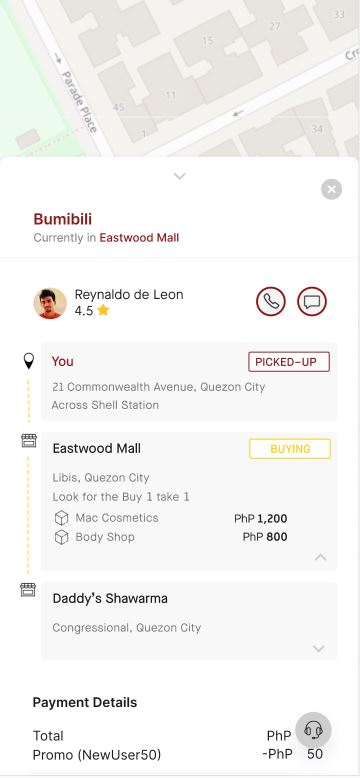 27
33
15
Parade Place
11
45
1
34
Bumibili
Currently in Eastwood Mall
Reynaldo de Leon
4.5
You PICKED-UP
21 Commonwealth Avenue, Quezon City
Across Shell Station
Eastwood Mall BUYING
Libis, Quezon City
Look for the Buy 1 take 1
Mac Cosmetics PhP 1,200
Body Shop PhP 800
Daddy's Shawarma
Congressional, Quezon City
Payment Details
Total PhP
Promo (NewUser50) -PhP 50